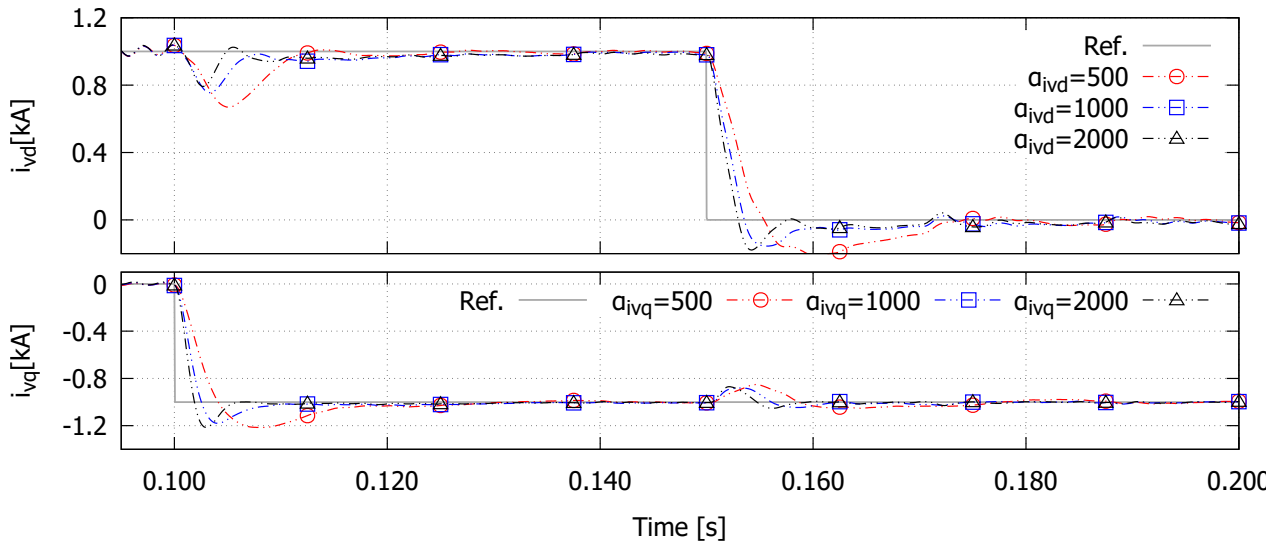 1.2
0.8
0.4
0
i_vd[kA]
Ref.
α_ivd=500
α_ivd=1000
α_ivd=2000
0
-0.4
-0.8
-1.2
i_vq[kA]
Ref. α_ivq=500 α_ivq=1000 α_ivq=2000
0.100 0.120 0.140 0.160 0.180 0.200
Time [s]